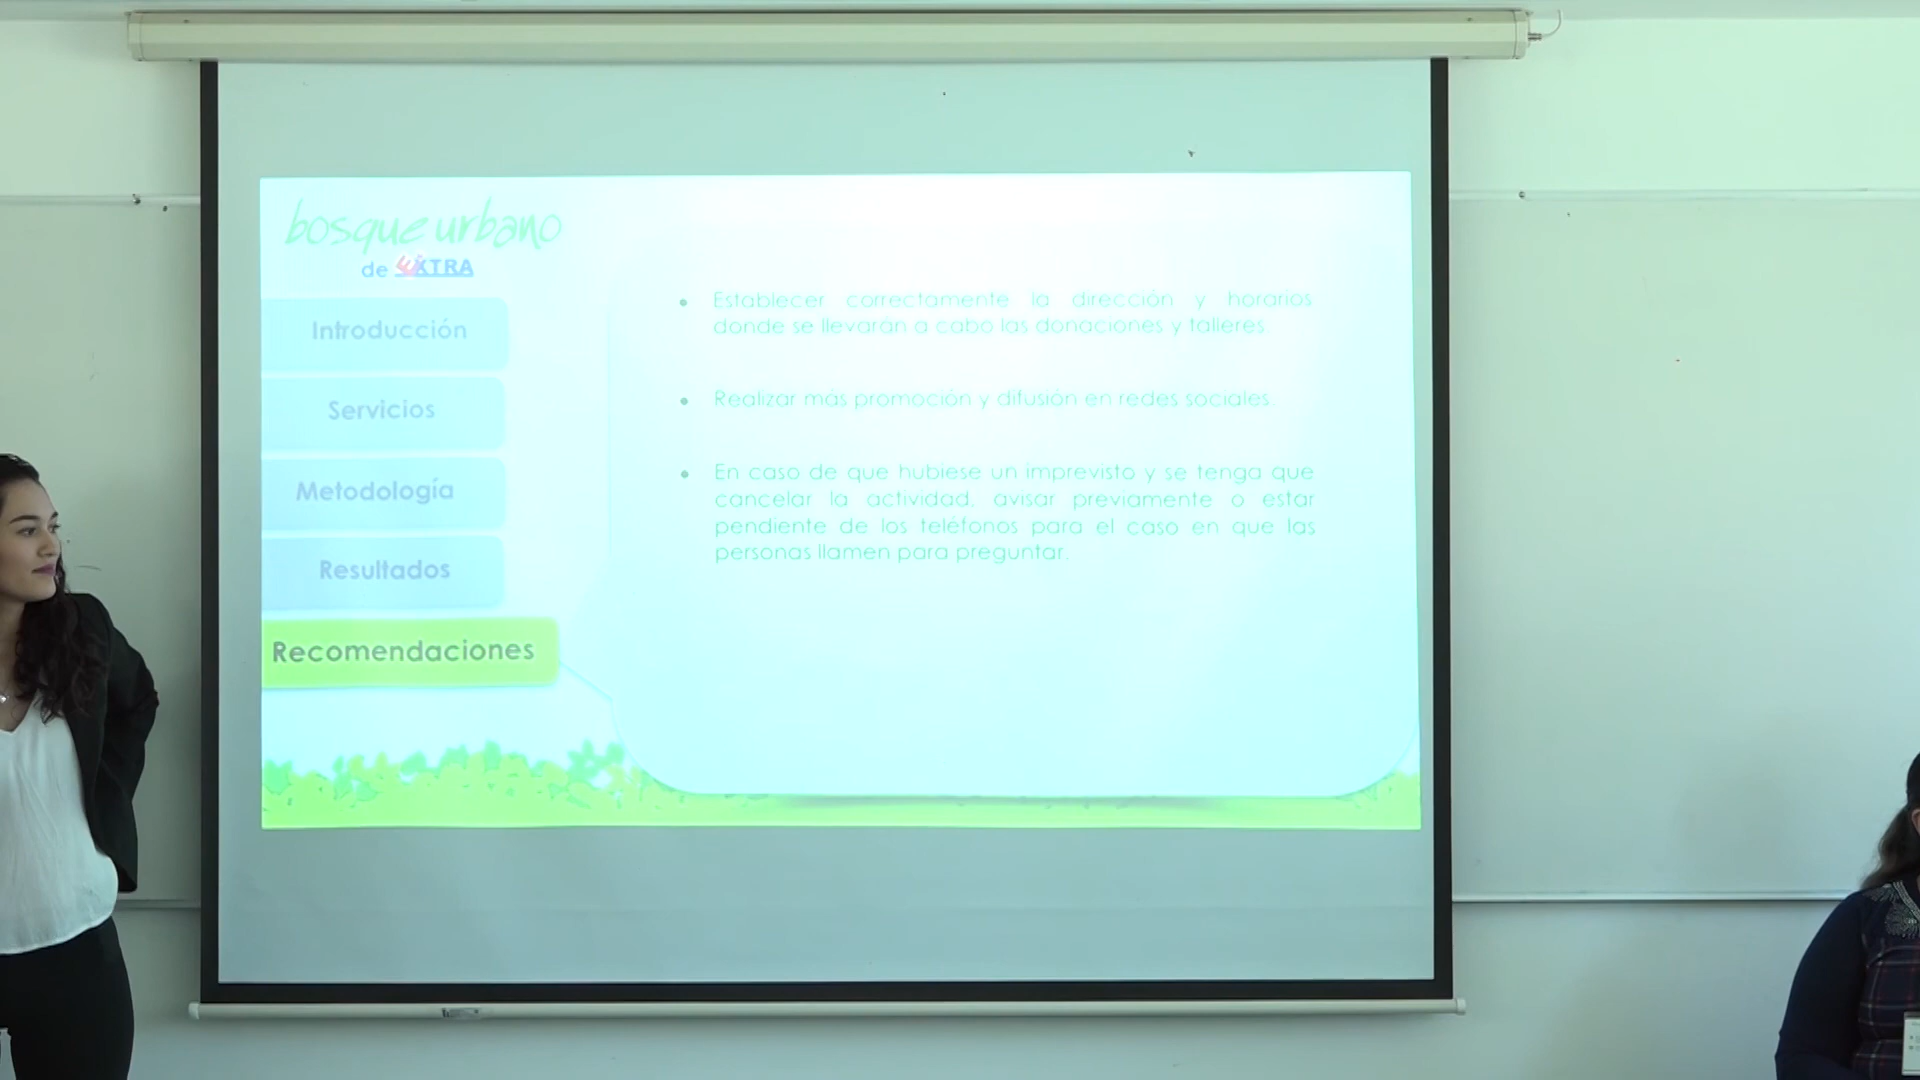 bosque urbano
de EXTRA
Introducción
Servicios
Metodología
Resultados
Recomendaciones
• Establecer correctamente la dirección y horarios
donde se llevarán a cabo las donaciones y talleres.
• Realizar más promoción y difusión en redes sociales.
• En caso de que hubiese un imprevisto y se tenga que
cancelar la actividad, avisar previamente o estar
pendiente de los teléfonos para el caso en que las
personas llamen para preguntar.